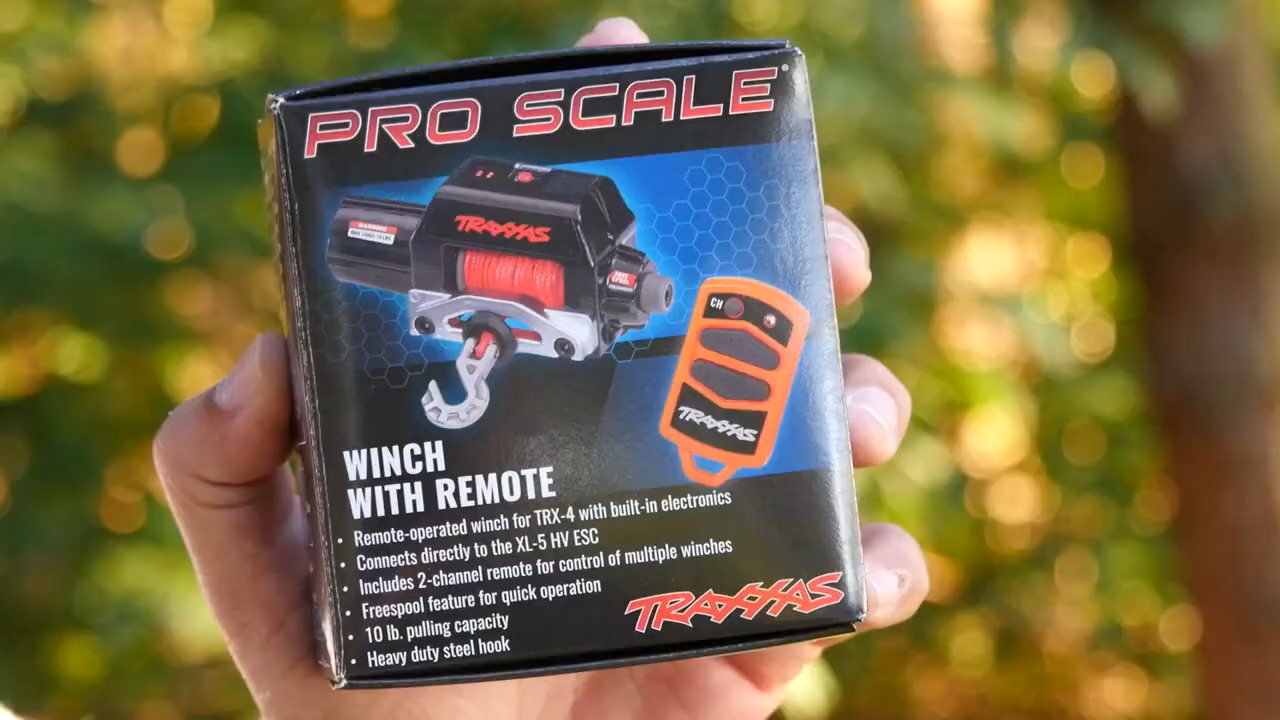 PRO SCALE®
TRAXXAS
CH
TRAXXAS
WINCH
WITH REMOTE
• Remote-operated winch for TRX-4 with built-in electronics
• Connects directly to the XL-5 HV ESC
• Includes 2-channel remote for control of multiple winches
• Freespool feature for quick operation
• 10 lb. pulling capacity
• Heavy duty steel hook
TRAXXAS